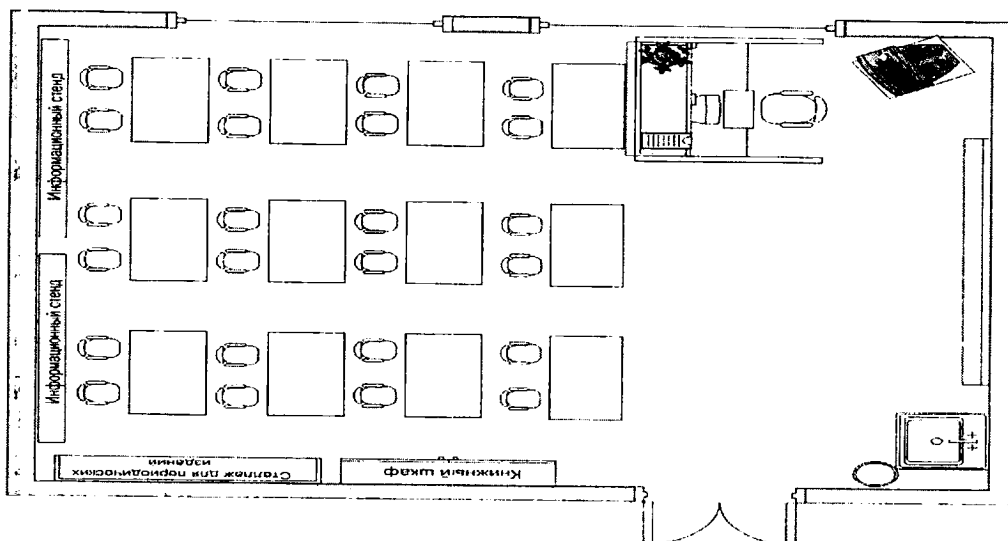 Информационный стенд
Информационный стенд
Стеллаж для периодических
изданий
Книжный шкаф